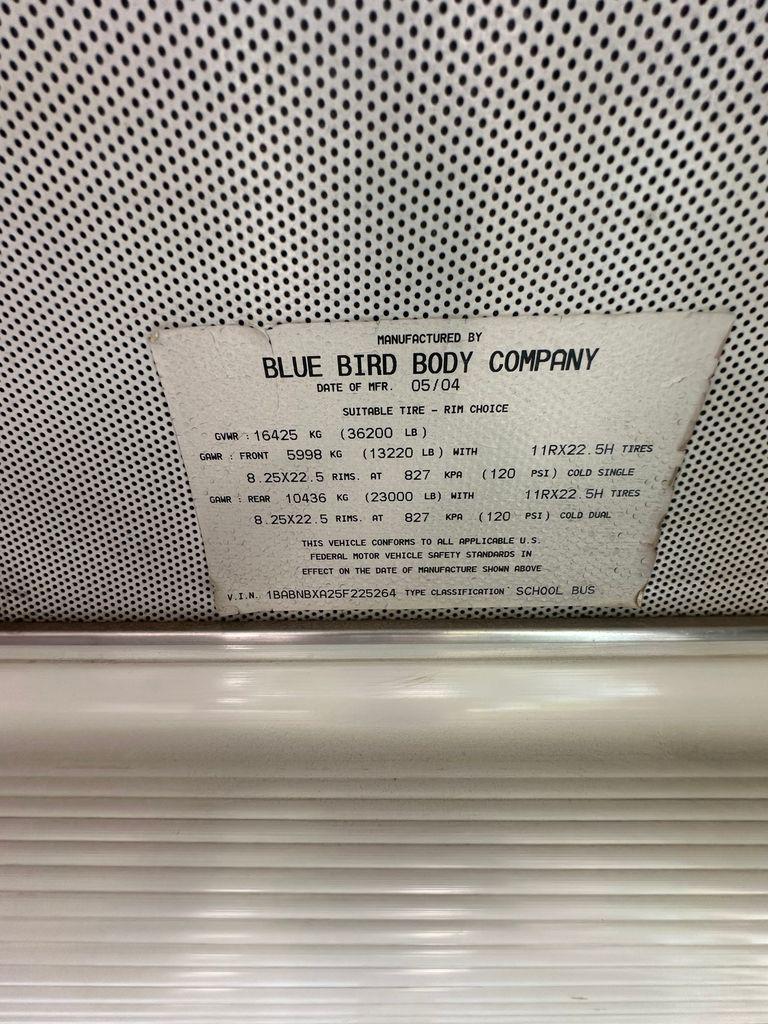 MANUFACTURED BY
BLUE BIRD BODY COMPANY
DATE OF MFR. 05/04
SUITABLE TIRE - RIM CHOICE
GVWR : 16425 KG (36200 LB)
GAWR : FRONT 5998 KG (13220 LB) WITH 11RX22.5H TIRES
8.25X22.5 RIMS. AT 827 KPA (120 PSI) COLD SINGLE
GAWR : REAR 10436 KG (23000 LB) WITH 11RX22.5H TIRES
8.25X22.5 RIMS. AT 827 KPA (120 PSI) COLD DUAL
THIS VEHICLE CONFORMS TO ALL APPLICABLE U.S.
FEDERAL MOTOR VEHICLE SAFETY STANDARDS IN
EFFECT ON THE DATE OF MANUFACTURE SHOWN ABOVE
V.I.N. 1BABNBXA25F225264 TYPE CLASSIFICATION SCHOOL BUS